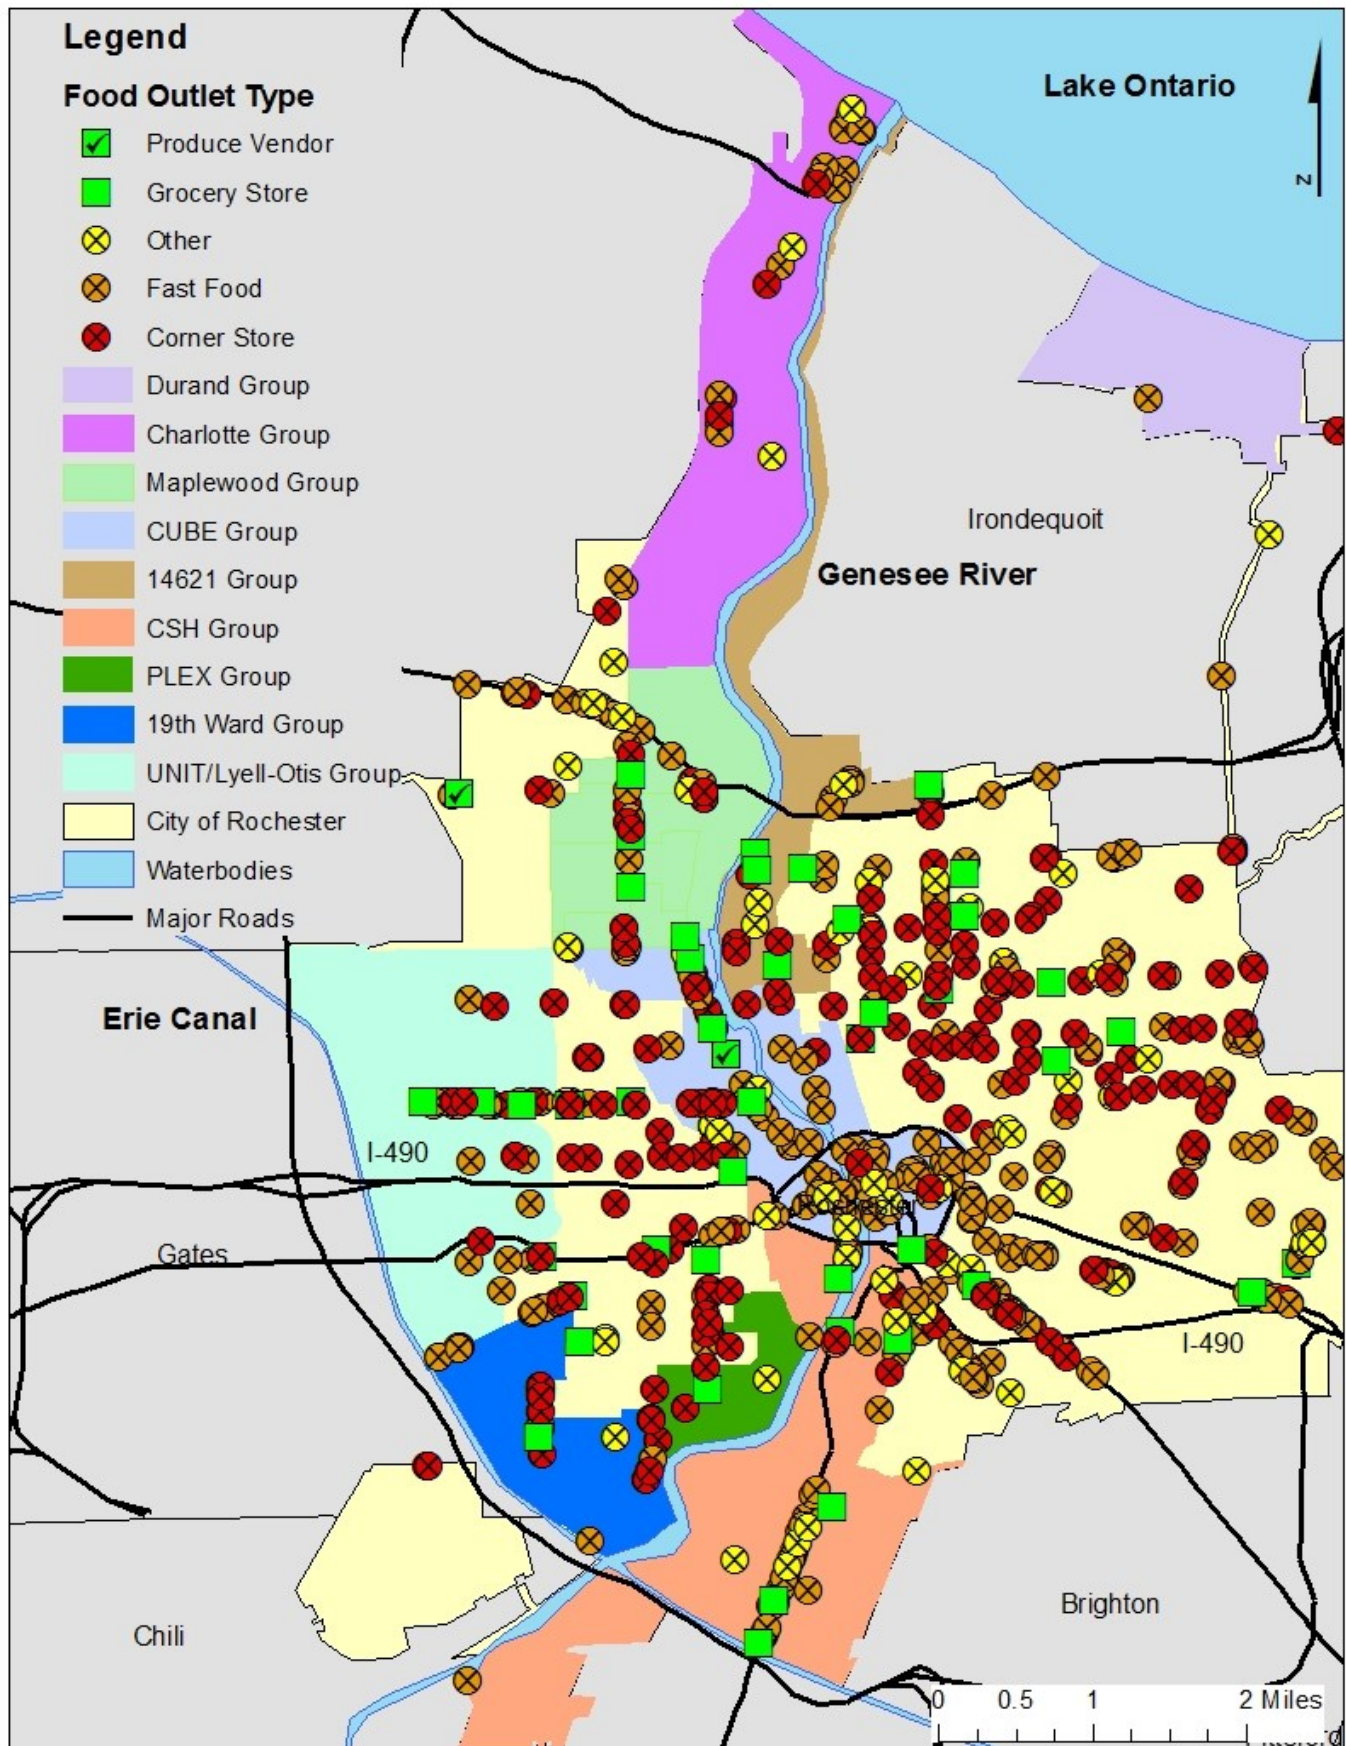 Legend
Food Outlet Type
Produce Vendor
Grocery Store
Other
Fast Food
Corner Store
Durand Group
Charlotte Group
Maplewood Group
CUBE Group
14621 Group
CSH Group
PLEX Group
19th Ward Group
UNIT/Lyell-Otis Group
City of Rochester
Waterbodies
Major Roads
Lake Ontario
N
Irondequoit
Genesee River
Erie Canal
I-490
Rochester
Gates
I-490
Brighton
Chili
0 0.5 1 2 Miles